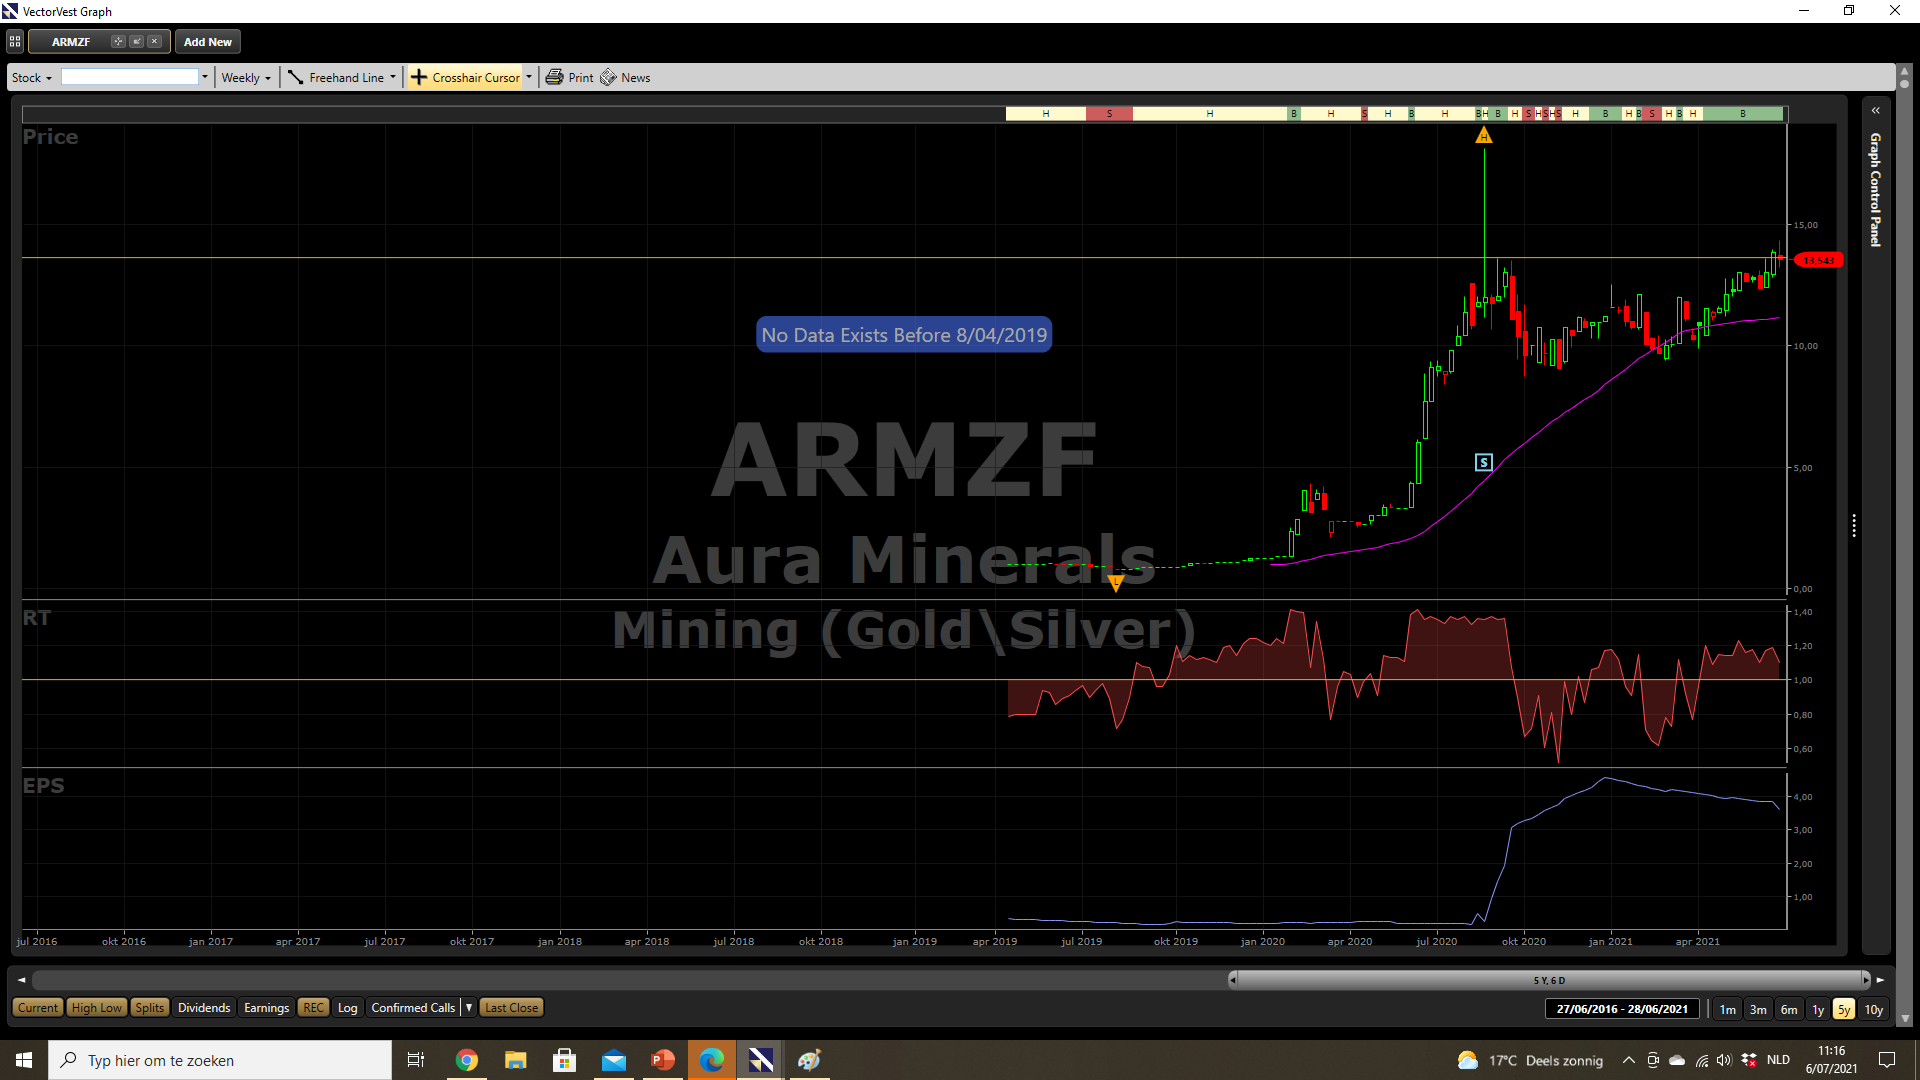 VectorVest Graph
ARMZF Add New
Stock Weekly Freehand Line Crosshair Cursor Print News
H S H B H S H B H B H B H S H S H S H B H B S H B H B
Price
H
15,00
13,543
No Data Exists Before 8/04/2019
10,00
ARMZF
S
5,00
Aura Minerals
L
0,00
Mining (Gold\Silver)
RT
1,40
1,20
1,00
0,80
0,60
EPS
4,00
3,00
2,00
1,00
jul 2016 okt 2016 jan 2017 apr 2017 jul 2017 okt 2017 jan 2018 apr 2018 jul 2018 okt 2018 jan 2019 apr 2019 jul 2019 okt 2019 jan 2020 apr 2020 jul 2020 okt 2020 jan 2021 apr 2021
Graph Control Panel
5 Y, 6 D
Current High Low Splits Dividends Earnings REC Log Confirmed Calls Last Close 27/06/2016 - 28/06/2021 1m 3m 6m 1y 5y 10y
Typ hier om te zoeken 17°C Deels zonnig NLD 11:16
6/07/2021